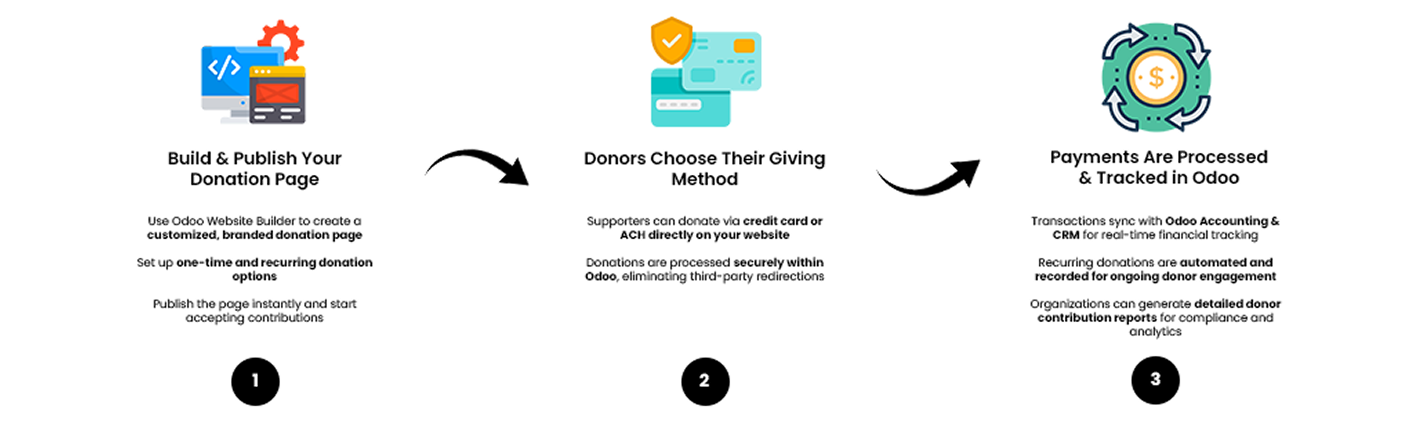 </>
Build & Publish Your
Donation Page
Use Odoo Website Builder to create a
customized, branded donation page
Set up one-time and recurring donation
options
Publish the page instantly and start
accepting contributions
1
Donors Choose Their Giving
Method
Supporters can donate via credit card or
ACH directly on your website
Donations are processed securely within
Odoo, eliminating third-party redirections
2
$
Payments Are Processed
& Tracked in Odoo
Transactions sync with Odoo Accounting &
CRM for real-time financial tracking
Recurring donations are automated and
recorded for ongoing donor engagement
Organizations can generate detailed donor
contribution reports for compliance and
analytics
3